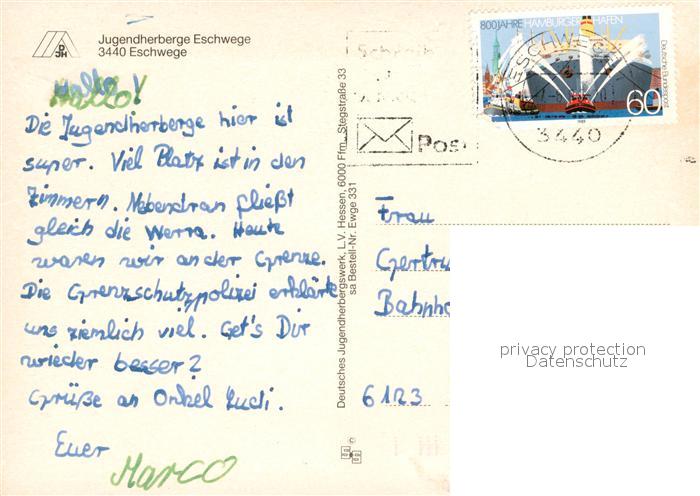 Jugendherberge Eschwege
3440 Eschwege
Hallo!
Die Jugendherberge hier ist
super. Viel Platz ist in den
Zimmern. Nebendran fließt
gleich die Werra. Heute
waren wir an der Grenze.
Die Grenzschutzpolizei erklärte
uns ziemlich viel. Get's Dir
wieder besser?
Grüße an Onkel Ludi.
Euer
Marco
Deutsches Jugendherbergswerk, L.V. Hessen, 6000 Ffm., Stegstraße 33
sa Bestell-Nr. Ewge 331
800 JAHRE HAMBURGER HAFEN
Deutsche Bundespost
60
1989
ESCHWEGE
3440
Post
Frau
Gertru
Bahnho
6123
privacy protection
Datenschutz
DJH